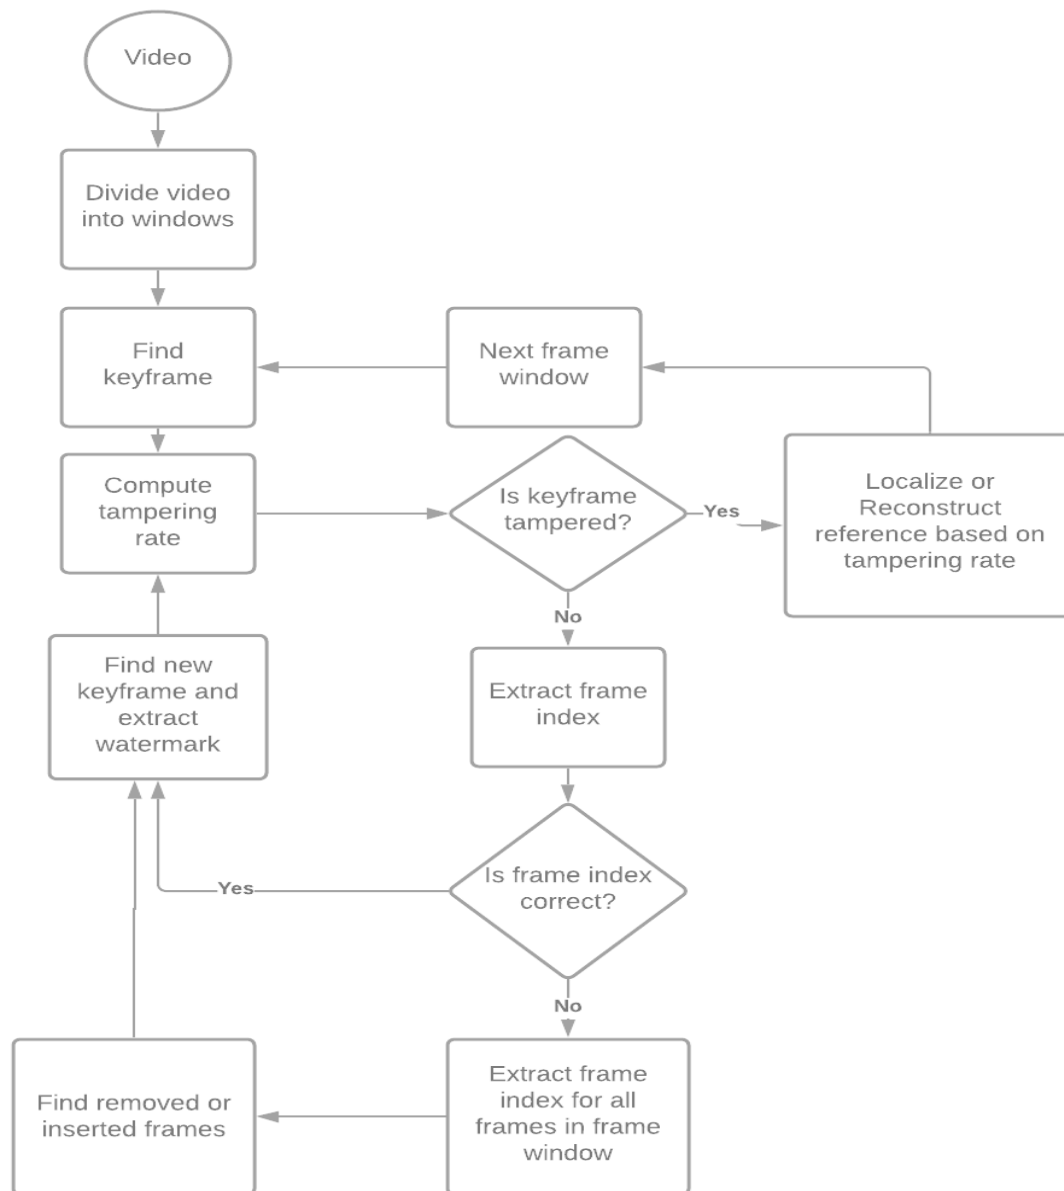 Video
Divide video
into windows
Find
keyframe
Next frame
window
Compute
tampering
rate
Is keyframe
tampered?
Yes
Localize or
Reconstruct
reference based on
tampering rate
No
Find new
keyframe and
extract
watermark
Extract frame
index
Is frame index
correct?
Yes
No
Find removed or
inserted frames
Extract frame
index for all
frames in frame
window